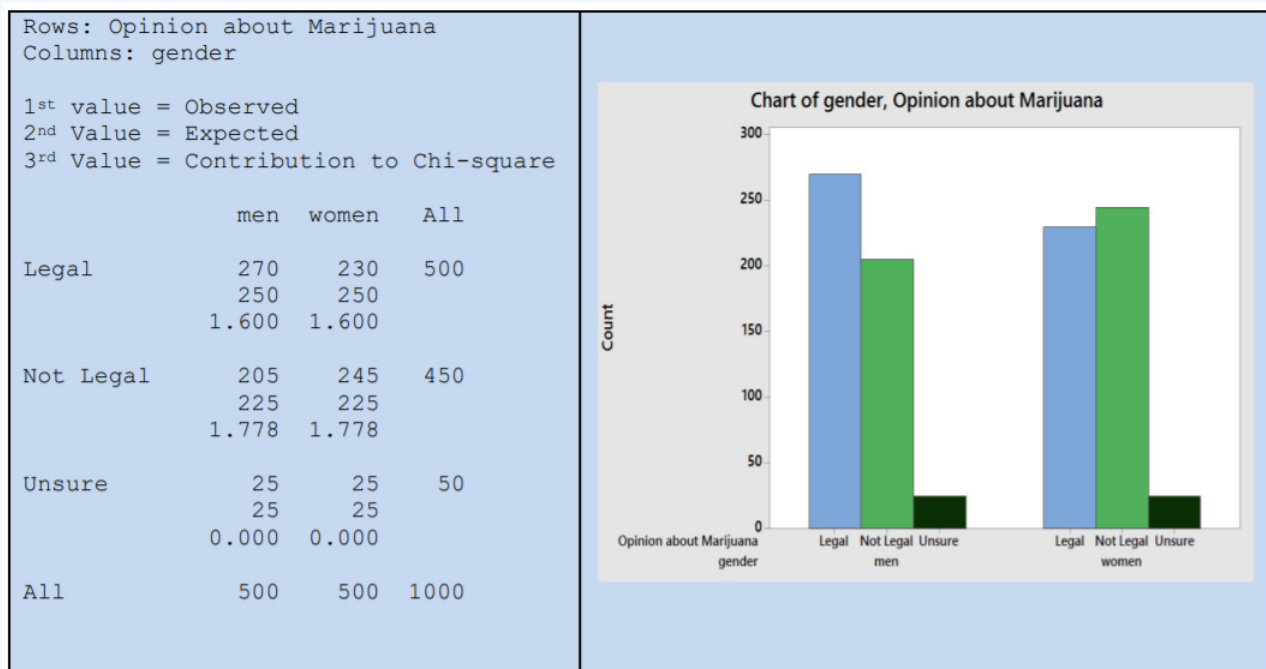 Rows: Opinion about Marijuana
Columns: gender
1st value = Observed
2nd Value = Expected
3rd Value = Contribution to Chi-square
men women All
Legal 270 230 500
250 250
1.600 1.600
Not Legal 205 245 450
225 225
1.778 1.778
Unsure 25 25 50
25 25
0.000 0.000
All 500 500 1000
Chart of gender, Opinion about Marijuana
300
250
200
150
100
50
0
Count
Opinion about Marijuana Legal Not Legal Unsure Legal Not Legal Unsure
gender men women